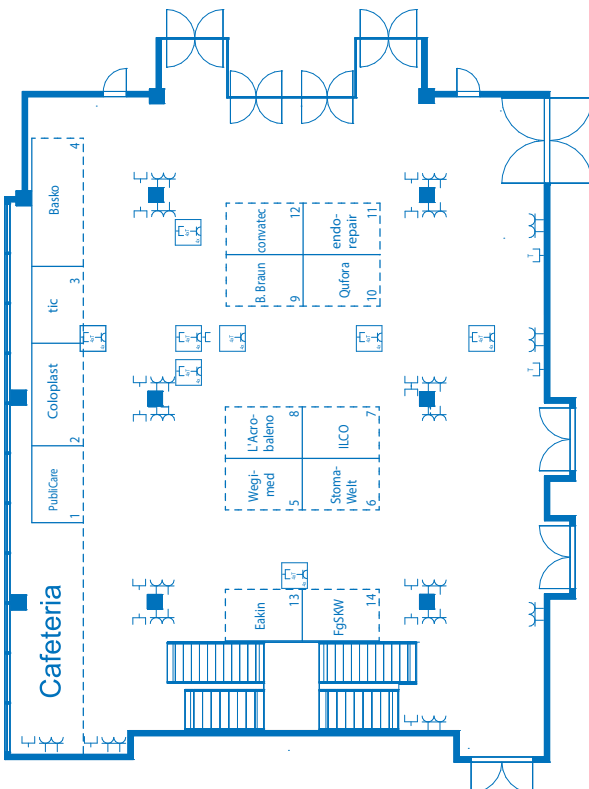 Cafeteria
PubliCare
1
Coloplast
2
tic
3
Basko
4
Wegi-
med
5
Stoma-
Welt
6
ILCO
7
L'Acro-
baleno
8
B. Braun
9
Qufora
10
endo-
repair
11
convatec
12
Eakin
13
FgSKW
14